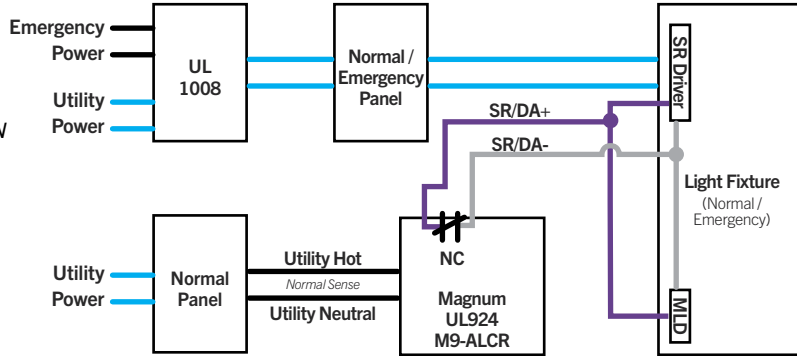 Emergency
Power
Utility
Power
W
UL
1008
Normal /
Emergency
Panel
SR Driver
SR/DA+
SR/DA-
Light Fixture
(Normal /
Emergency)
MLD
Utility
Power
Normal
Panel
Utility Hot
Normal Sense
Utility Neutral
NC
Magnum
UL924
M9-ALCR